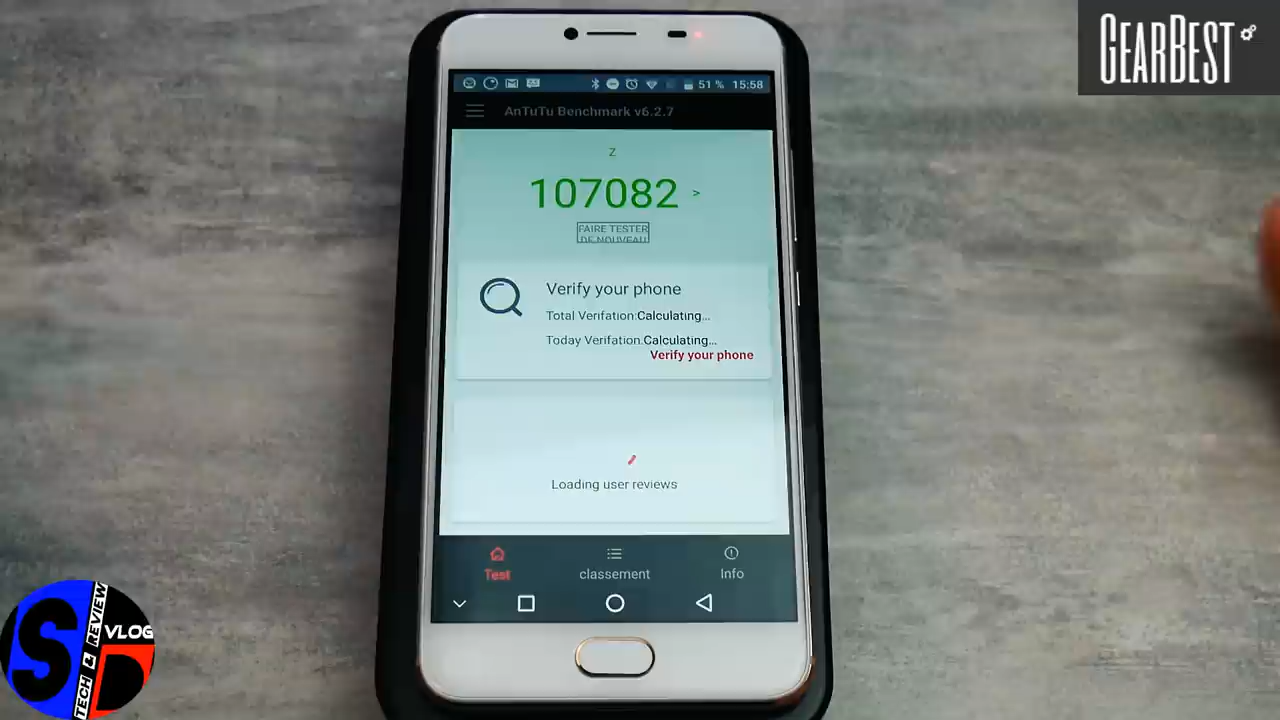 GEARBEST
51 % 15:58
AnTuTu Benchmark v6.2.7
Z
107082 >
FAIRE TESTER
DE NOUVEAU
Verify your phone
Total Verifation:Calculating...
Today Verifation:Calculating...
Verify your phone
Loading user reviews
Test
classement
Info
SD
TECH & REVIEW
VLOG